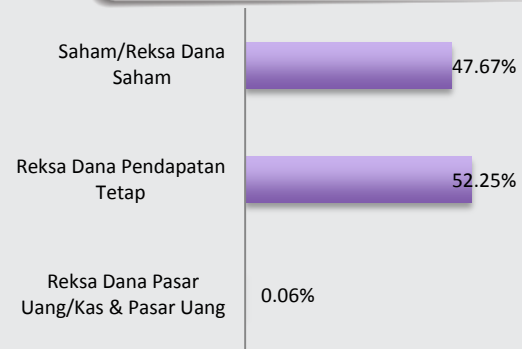 Saham/Reksa Dana
Saham
47.67%
Reksa Dana Pendapatan
Tetap
52.25%
Reksa Dana Pasar
Uang/Kas & Pasar Uang
0.06%